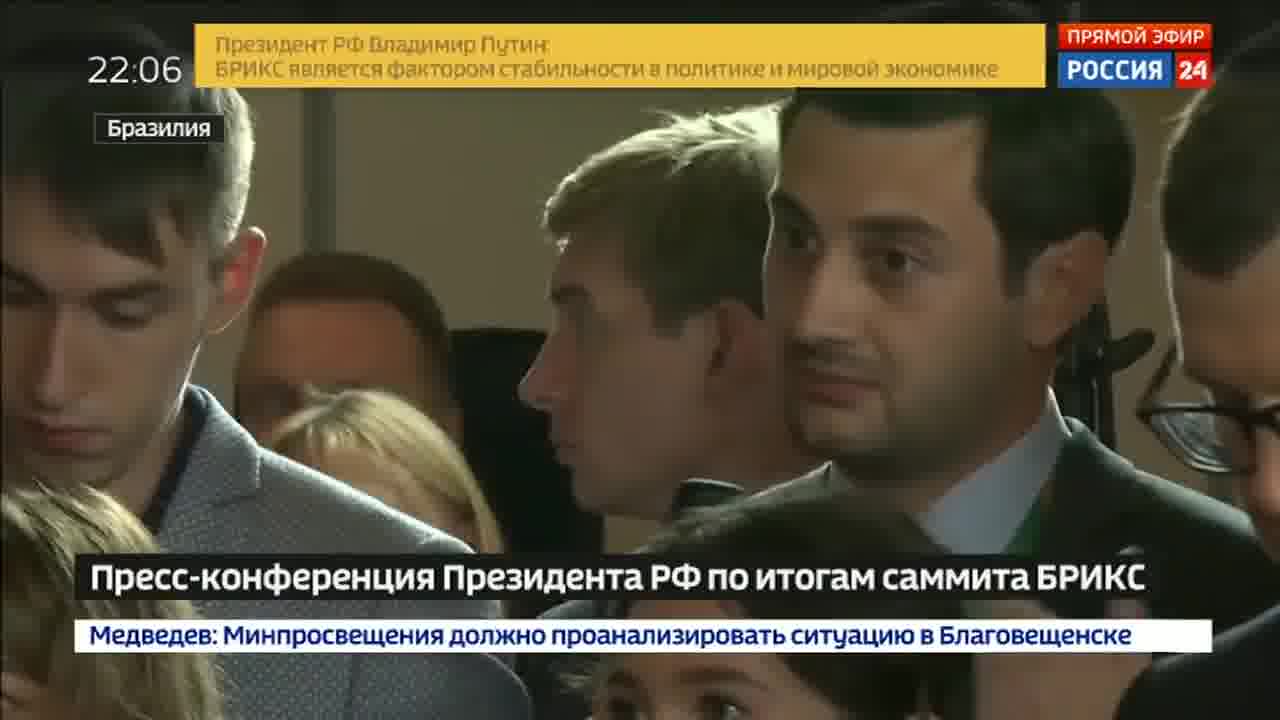 22:06
Президент РФ Владимир Путин:
БРИКС является фактором стабильности в политике и мировой экономике
ПРЯМОЙ ЭФИР
РОССИЯ 24
Бразилия
Пресс-конференция Президента РФ по итогам саммита БРИКС
Медведев: Минпросвещения должно проанализировать ситуацию в Благовещенске